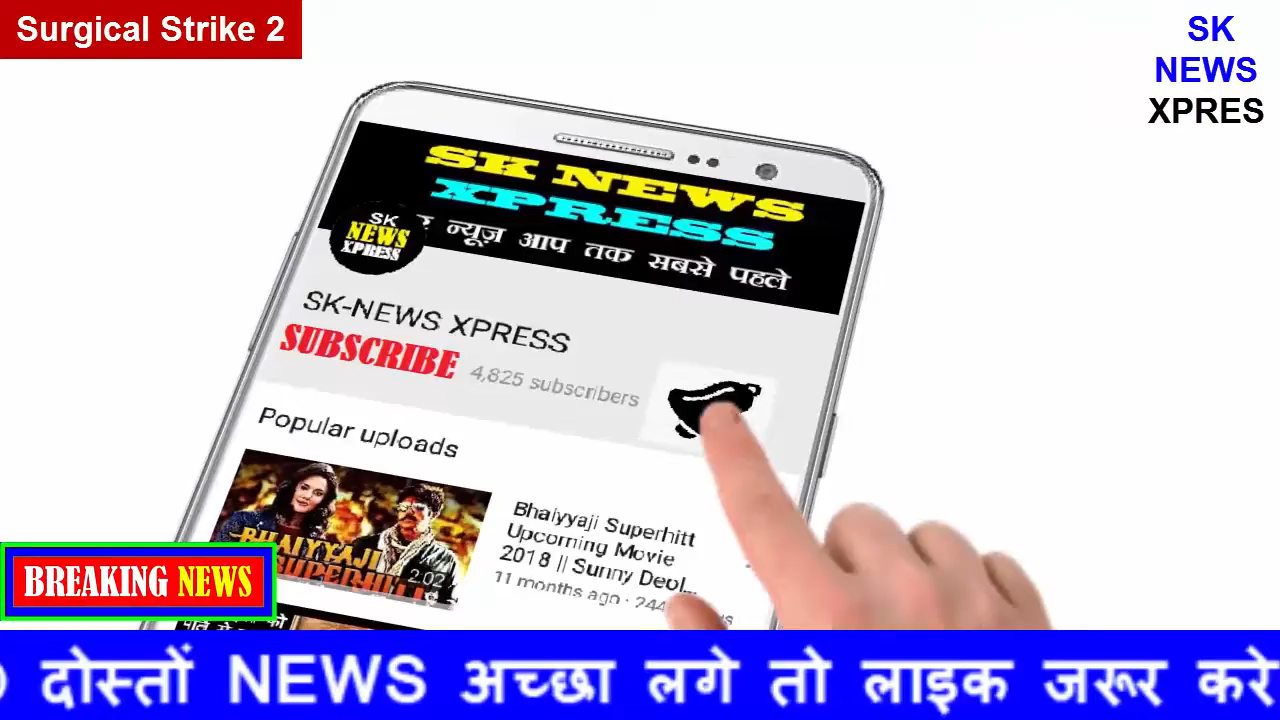 Surgical Strike 2
SK
NEWS
XPRES
SK NEWS
XPRESS
न्यूज़ आप तक सबसे पहले
SK
NEWS
XPRESS
SK-NEWS XPRESS
SUBSCRIBE
4,825 subscribers
Popular uploads
BHAIYYAJI
SUPERHITT
2:02
Bhaiyyaji Superhitt
Upcoming Movie
2018 || Sunny Deol...
11 months ago
BREAKING NEWS
दोस्तों NEWS अच्छा लगे तो लाइक जरूर करे